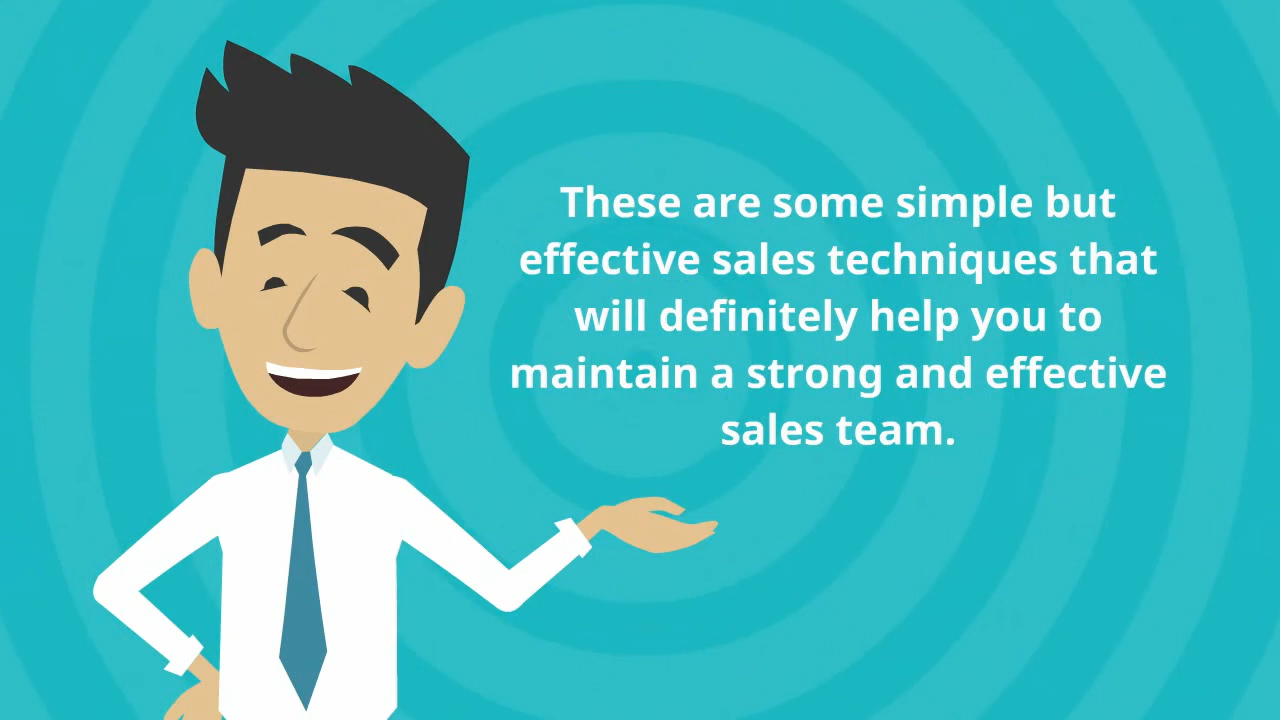 These are some simple but
effective sales techniques that
will definitely help you to
maintain a strong and effective
sales team.